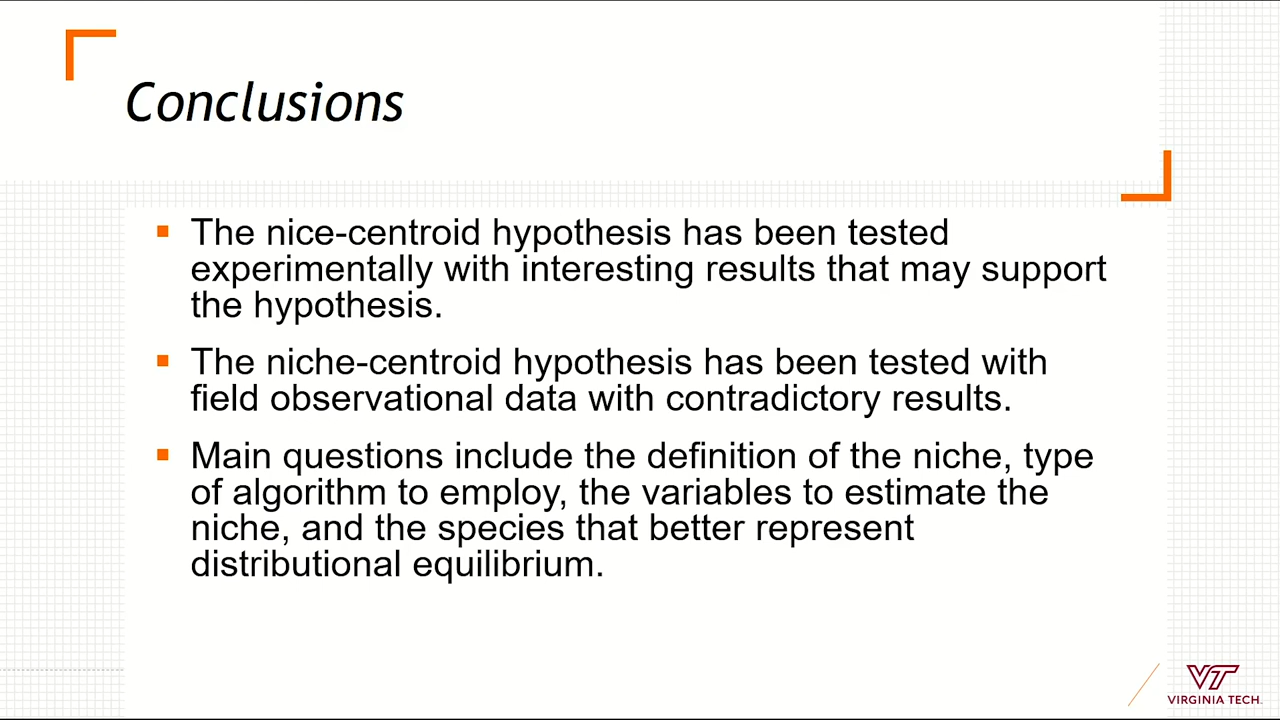 Conclusions
The nice-centroid hypothesis has been tested
experimentally with interesting results that may support
the hypothesis.
The niche-centroid hypothesis has been tested with
field observational data with contradictory results.
Main questions include the definition of the niche, type
of algorithm to employ, the variables to estimate the
niche, and the species that better represent
distributional equilibrium.
VT
VIRGINIA TECH.